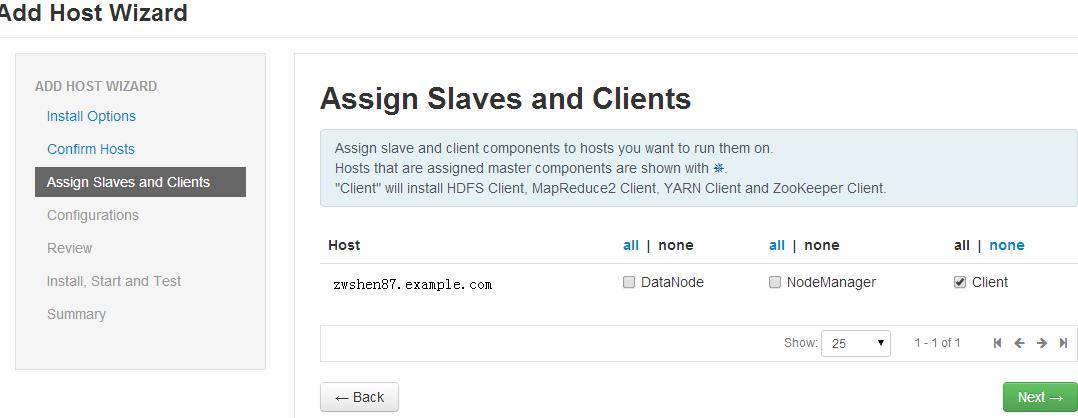 Add Host Wizard
ADD HOST WIZARD
Install Options
Confirm Hosts
Assign Slaves and Clients
Configurations
Review
Install, Start and Test
Summary
Assign Slaves and Clients
Assign slave and client components to hosts you want to run them on.
Hosts that are assigned master components are shown with ✵.
"Client" will install HDFS Client, MapReduce2 Client, YARN Client and ZooKeeper Client.
Host all | none all | none all | none
zwshen87.example.com DataNode NodeManager Client
Show: 25 1 - 1 of 1
← Back Next →